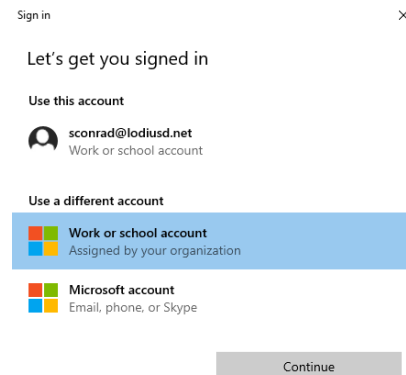 Sign in
Let's get you signed in
Use this account
sconrad@lodiusd.net
Work or school account
Use a different account
Work or school account
Assigned by your organization
Microsoft account
Email, phone, or Skype
Continue